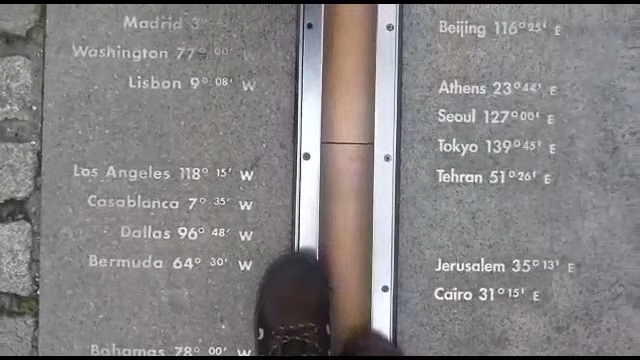 Madrid 3°
Washington 77° 00' W
Lisbon 9° 08' W
Los Angeles 118° 15' W
Casablanca 7° 35' W
Dallas 96° 48' W
Bermuda 64° 30' W
Bahamas 78° 00' W
Beijing 116° 25' E
Athens 23° 44' E
Seoul 127° 00' E
Tokyo 139° 45' E
Tehran 51° 26' E
Jerusalem 35° 13' E
Cairo 31° 15' E